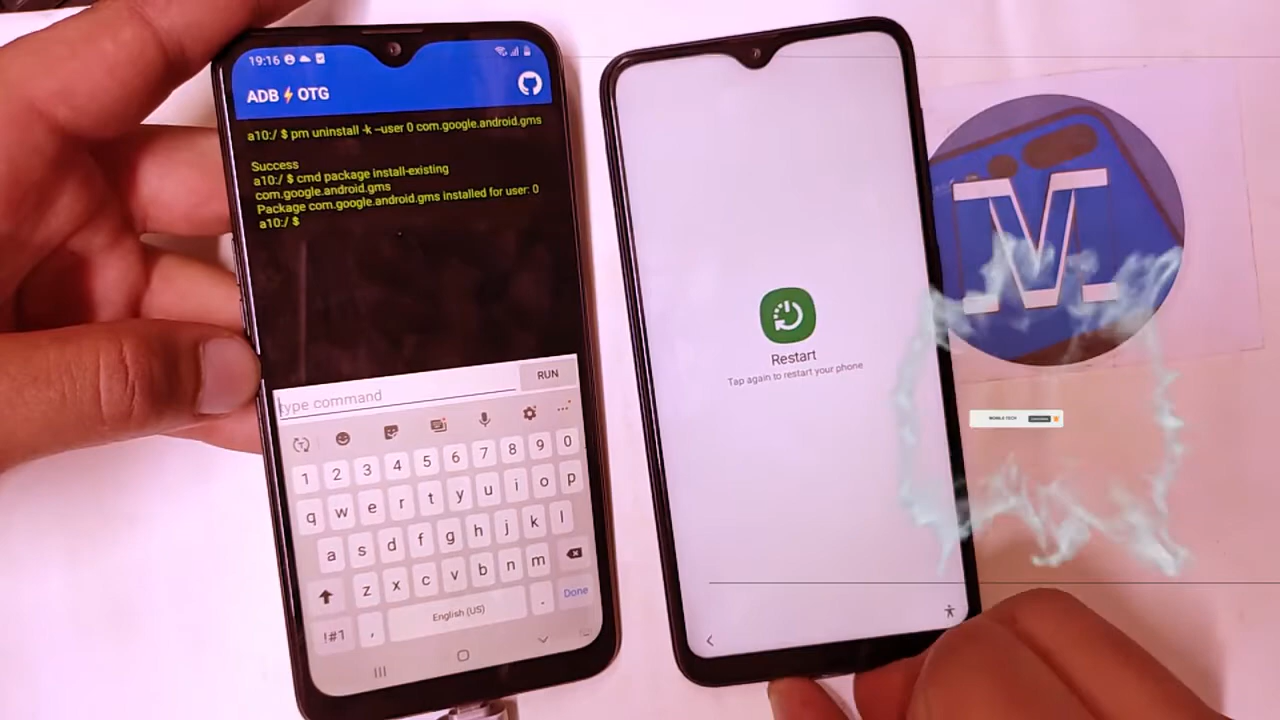 19:16
ADB⚡OTG
a10:/ $ pm uninstall -k –user 0 com.google.android.gms
Success
a10:/ $ cmd package install-existing
com.google.android.gms
Package com.google.android.gms installed for user: 0
a10:/ $
type command
RUN
1 2 3 4 5 6 7 8 9 0
q w e r t y u i o p
a s d f g h j k l
z x c v b n m
!#1 , English (US) . Done
Restart
Tap again to restart your phone
M
MOBILE TECH